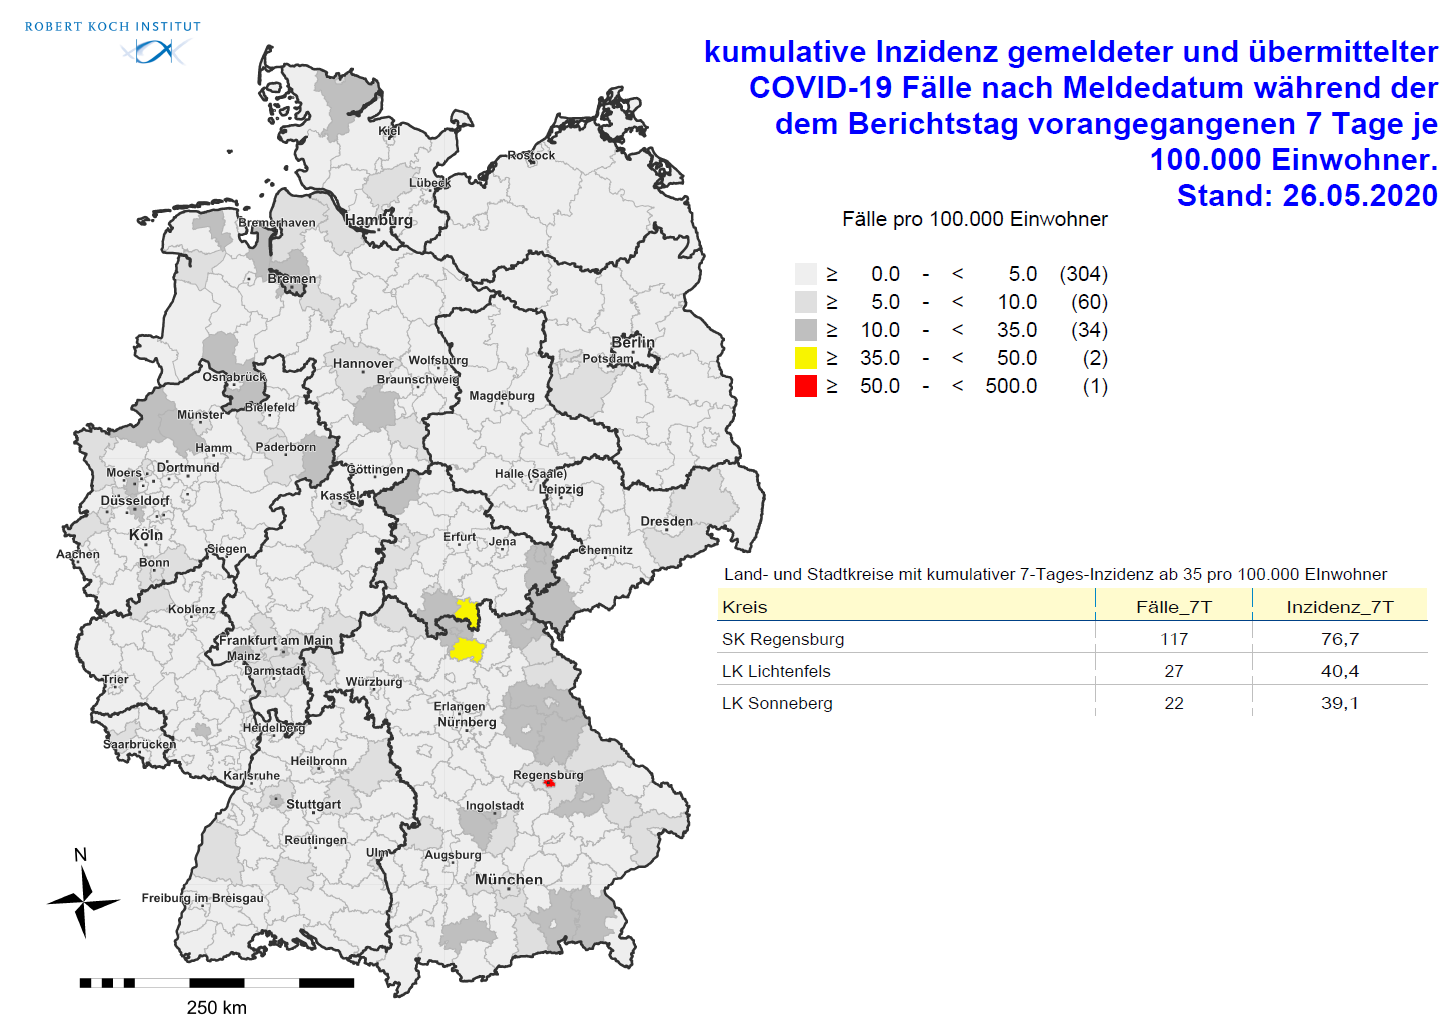 ROBERT KOCH INSTITUT
kumulative Inzidenz gemeldeter und übermittelter
COVID-19 Fälle nach Meldedatum während der
dem Berichtstag vorangegangenen 7 Tage je
100.000 Einwohner.
Stand: 26.05.2020
Fälle pro 100.000 Einwohner
≥ 0.0 - < 5.0 (304)
≥ 5.0 - < 10.0 (60)
≥ 10.0 - < 35.0 (34)
≥ 35.0 - < 50.0 (2)
≥ 50.0 - < 500.0 (1)
Kiel
Rostock
Lübeck
Hamburg
Bremerhaven
Bremen
Berlin
Potsdam
Hannover
Wolfsburg
Braunschweig
Osnabrück
Magdeburg
Bielefeld
Münster
Hamm
Paderborn
Moers
Dortmund
Göttingen
Halle (Saale)
Leipzig
Düsseldorf
Kassel
Dresden
Köln
Erfurt
Jena
Siegen
Chemnitz
Aachen
Bonn
Koblenz
Frankfurt am Main
Mainz
Darmstadt
Trier
Würzburg
Erlangen
Nürnberg
Heidelberg
Saarbrücken
Heilbronn
Karlsruhe
Regensburg
Stuttgart
Ingolstadt
Reutlingen
Ulm
Augsburg
München
Freiburg im Breisgau
N
250 km
Land- und Stadtkreise mit kumulativer 7-Tages-Inzidenz ab 35 pro 100.000 EInwohner
Kreis Fälle_7T Inzidenz_7T
SK Regensburg 117 76,7
LK Lichtenfels 27 40,4
LK Sonneberg 22 39,1